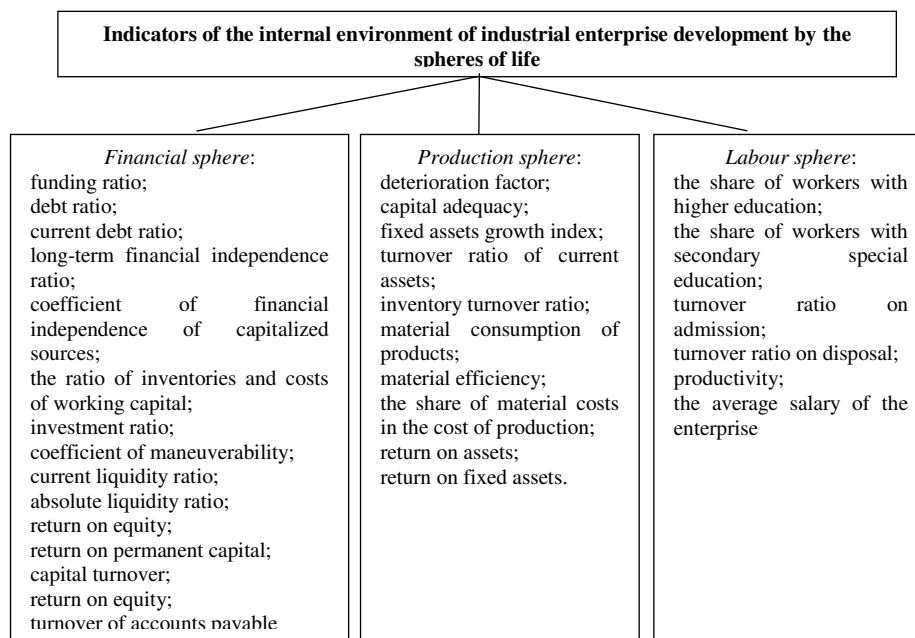 Indicators of the internal environment of industrial enterprise development by the
spheres of life
Financial sphere:
funding ratio;
debt ratio;
current debt ratio;
long-term financial independence
ratio;
coefficient of financial
independence of capitalized
sources;
the ratio of inventories and costs
of working capital;
investment ratio;
coefficient of maneuverability;
current liquidity ratio;
absolute liquidity ratio;
return on equity;
return on permanent capital;
capital turnover;
return on equity;
turnover of accounts payable
Production sphere:
deterioration factor;
capital adequacy;
fixed assets growth index;
turnover ratio of current
assets;
inventory turnover ratio;
material consumption of
products;
material efficiency;
the share of material costs
in the cost of production;
return on assets;
return on fixed assets.
Labour sphere:
the share of workers with
higher education;
the share of workers with
secondary special
education;
turnover ratio on
admission;
turnover ratio on disposal;
productivity;
the average salary of the
enterprise